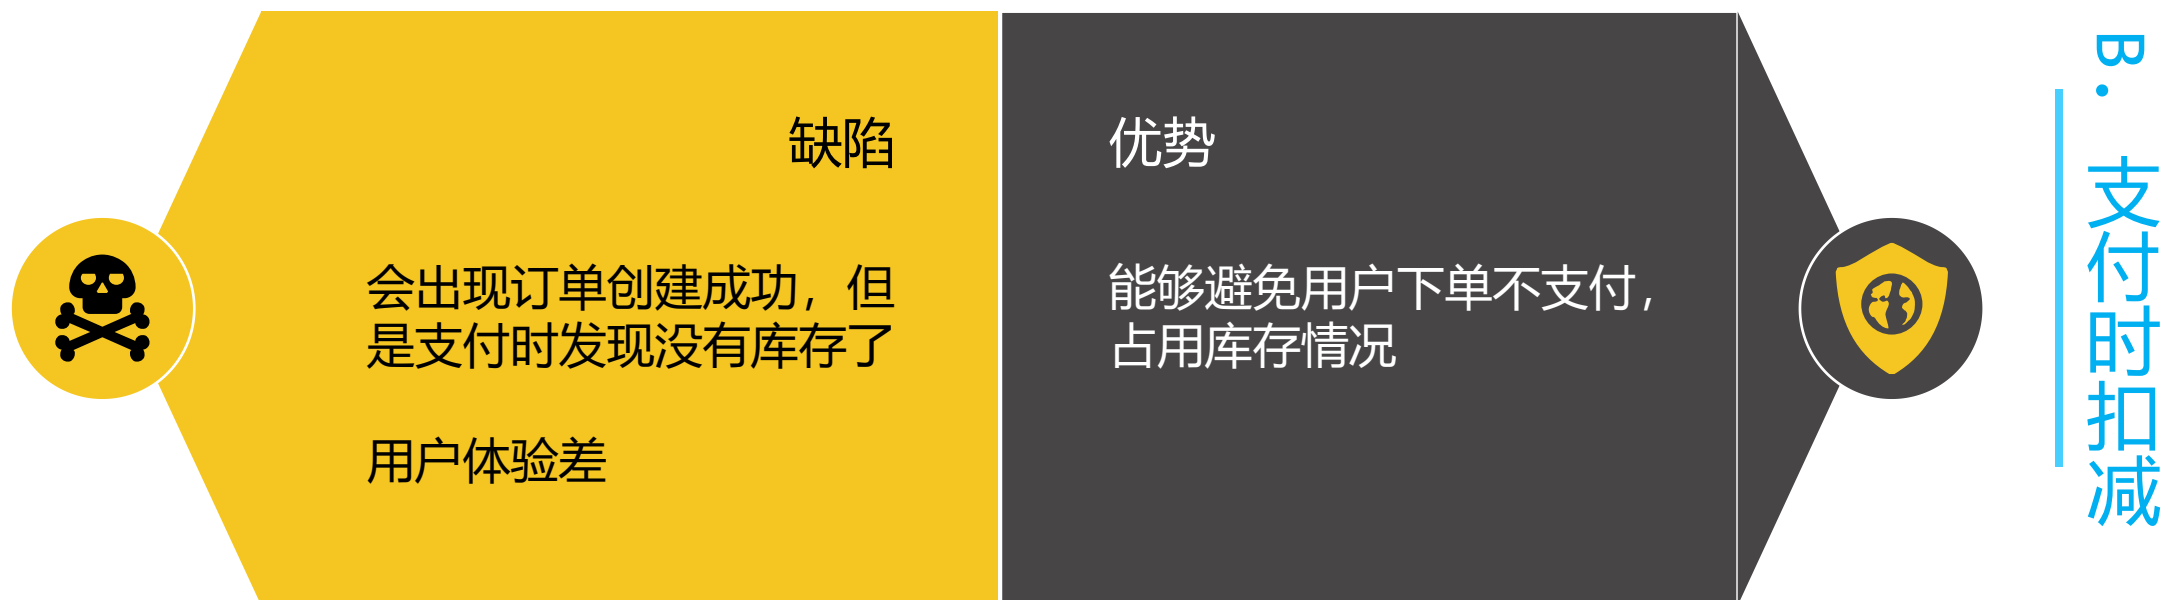 缺陷
会出现订单创建成功，但
是支付时发现没有库存了
用户体验差
优势
能够避免用户下单不支付，
占用库存情况
B. 支付时扣减